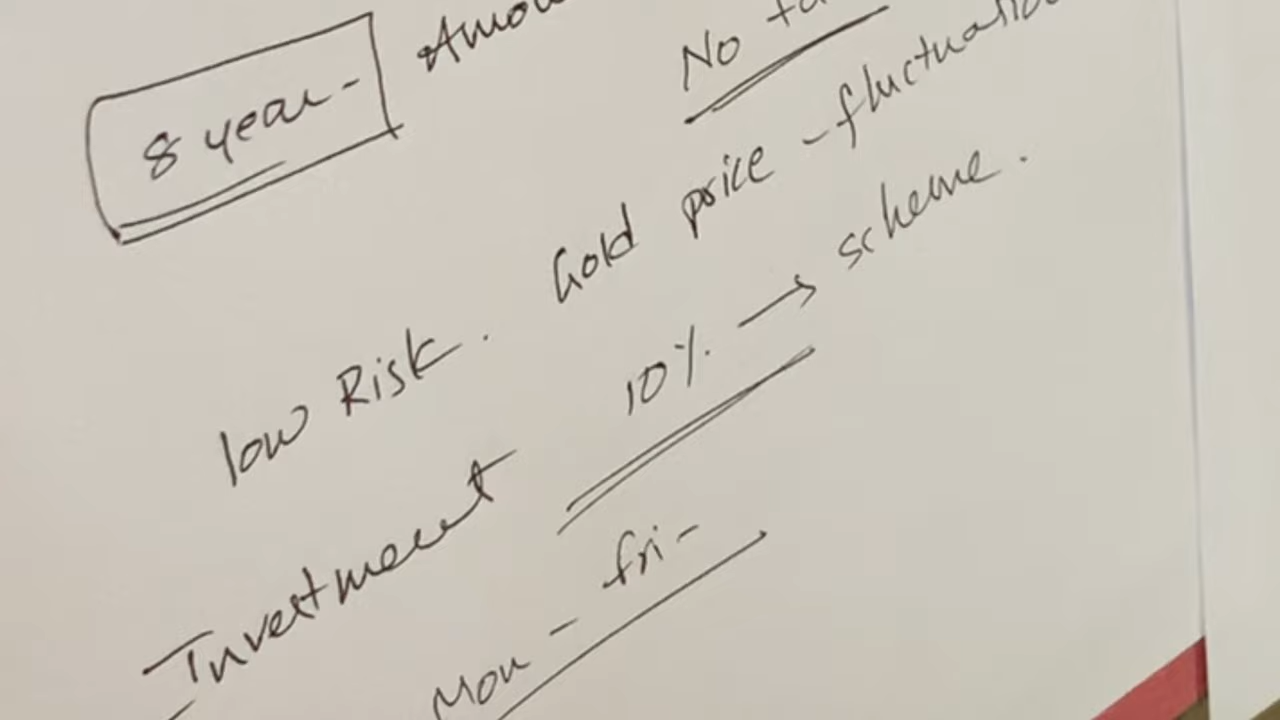 8 year -
No
Gold price - fluctuation
low Risk.
10% → scheme.
Investment
Mon - fri -